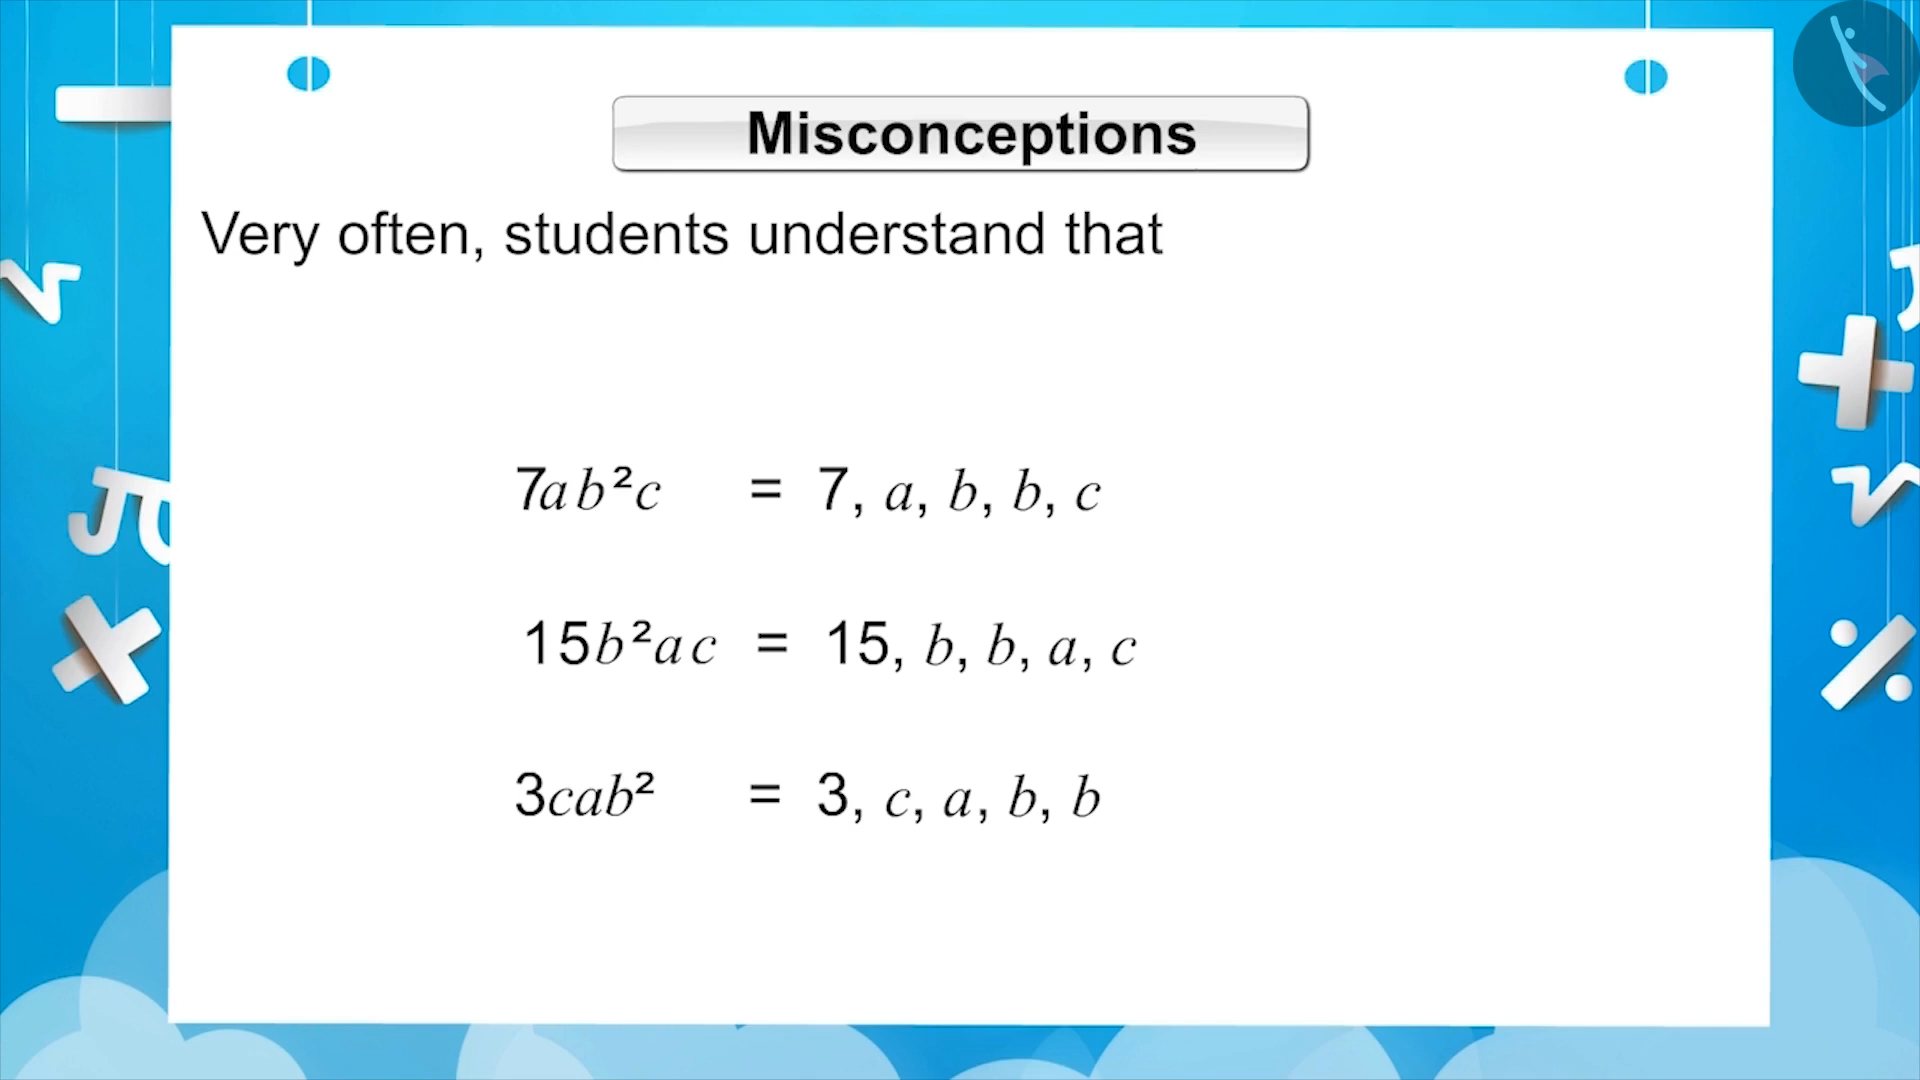 Misconceptions
Very often, students understand that
7ab²c = 7, a, b, b, c
15b²ac = 15, b, b, a, c
3cab² = 3, c, a, b, b